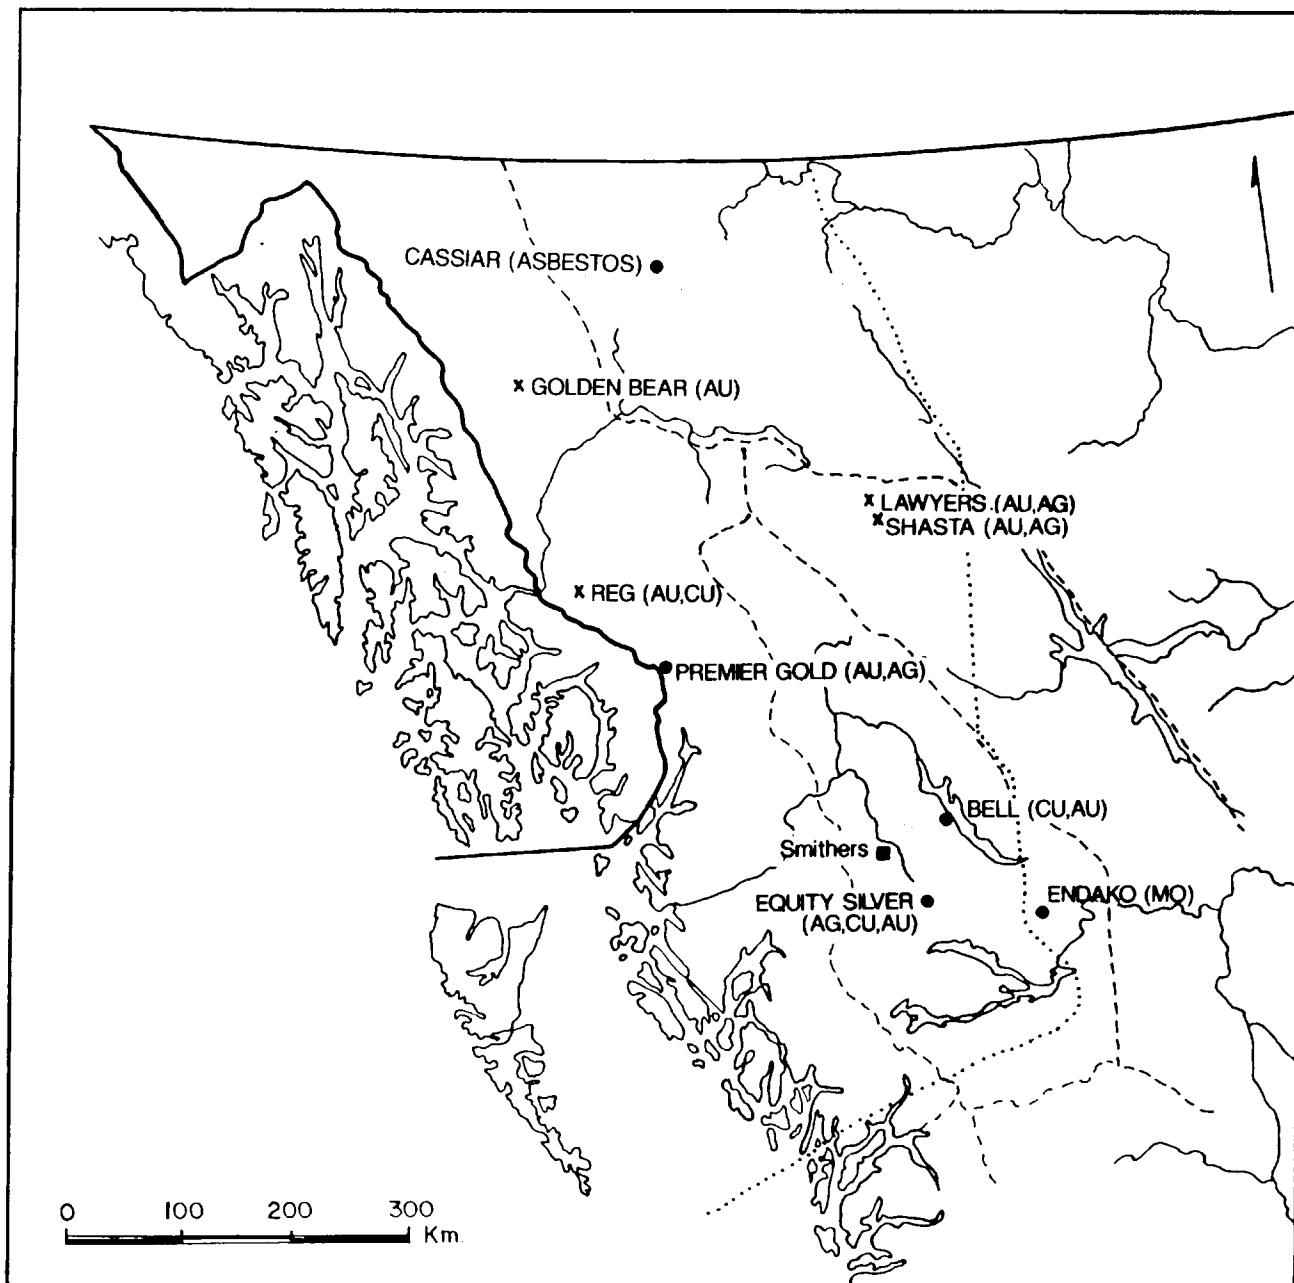 CASSIAR (ASBESTOS)
x GOLDEN BEAR (AU)
x LAWYERS (AU,AG)
x SHASTA (AU,AG)
x REG (AU,CU)
PREMIER GOLD (AU,AG)
BELL (CU,AU)
Smithers
ENDAKO (MO)
EQUITY SILVER
(AG,CU,AU)
0 100 200 300
Km.